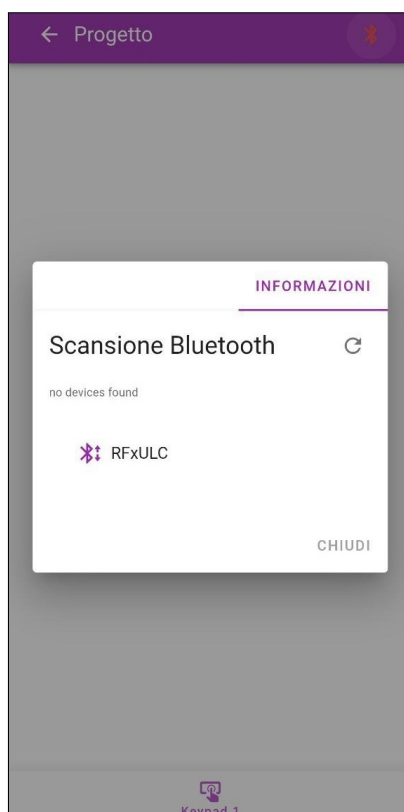 Progetto
INFORMAZIONI
Scansione Bluetooth
no devices found
RFxULC
CHIUDI
Keypad 1